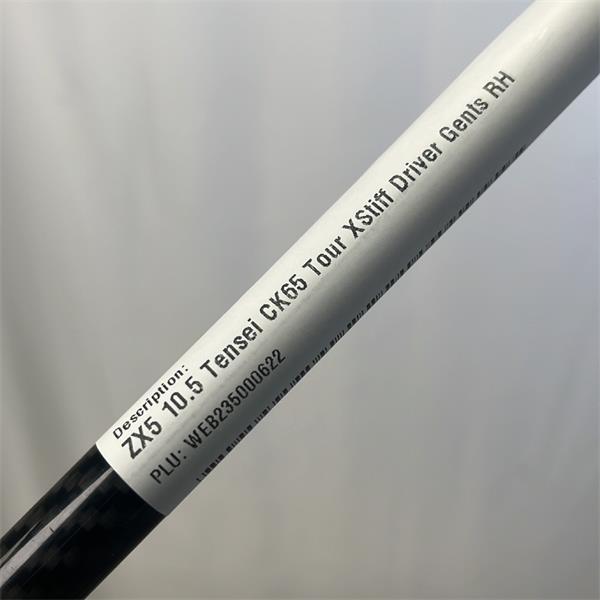 Description:
ZX5 10.5 Tensei CK65 Tour XStiff Driver Gents RH
PLU: WEB235000622